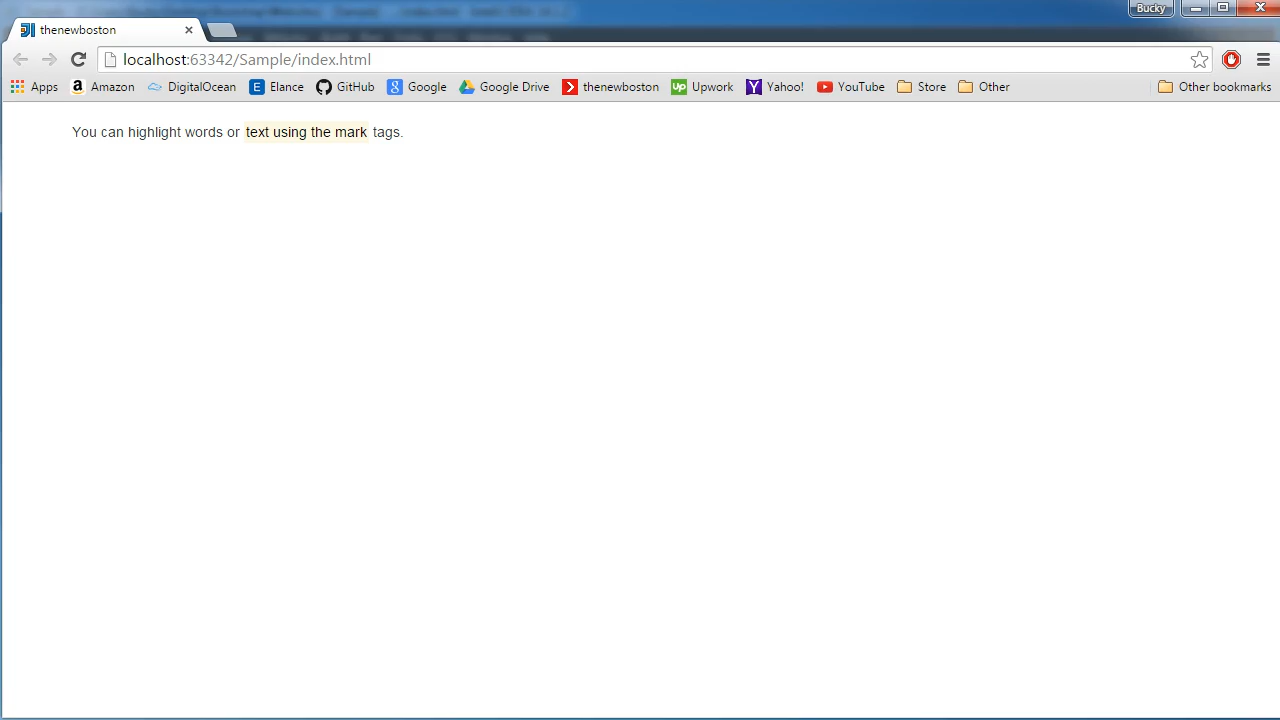 Bucky
thenewboston
localhost:63342/Sample/index.html
Apps Amazon DigitalOcean Elance GitHub Google Google Drive thenewboston Upwork Yahoo! YouTube Store Other Other bookmarks
You can highlight words or text using the mark tags.